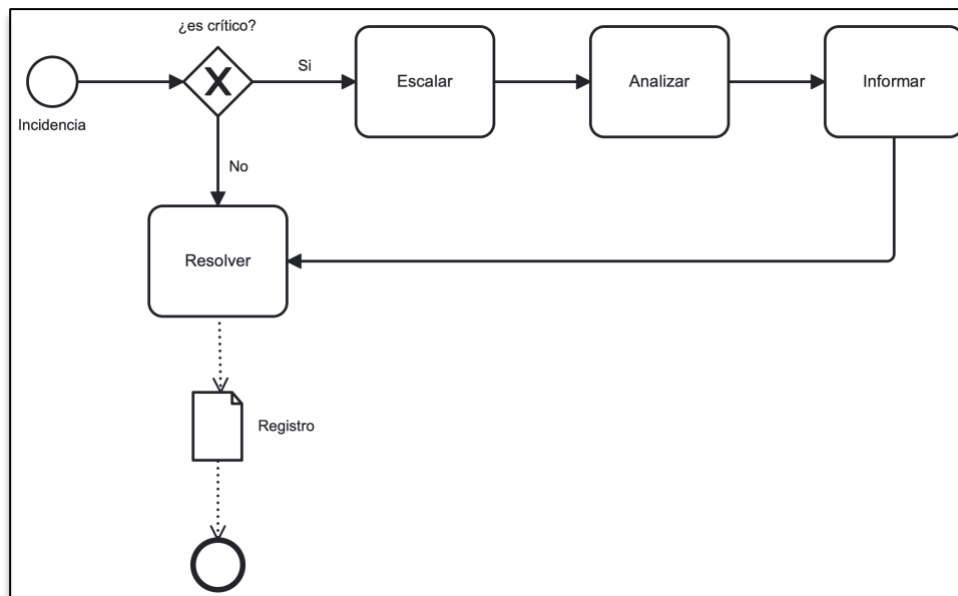 ¿es crítico?
Si
Escalar
Analizar
Informar
Incidencia
No
Resolver
Registro